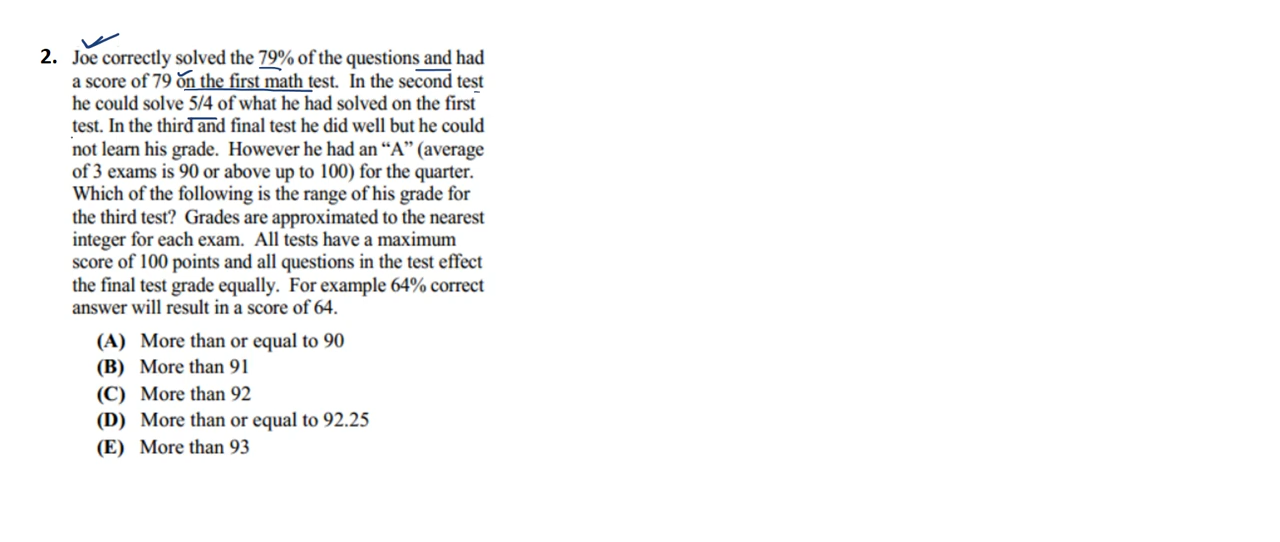 2. Joe correctly solved the 79% of the questions and had
a score of 79 on the first math test. In the second test
he could solve 5/4 of what he had solved on the first
test. In the third and final test he did well but he could
not learn his grade. However he had an “A” (average
of 3 exams is 90 or above up to 100) for the quarter.
Which of the following is the range of his grade for
the third test? Grades are approximated to the nearest
integer for each exam. All tests have a maximum
score of 100 points and all questions in the test effect
the final test grade equally. For example 64% correct
answer will result in a score of 64.
(A) More than or equal to 90
(B) More than 91
(C) More than 92
(D) More than or equal to 92.25
(E) More than 93